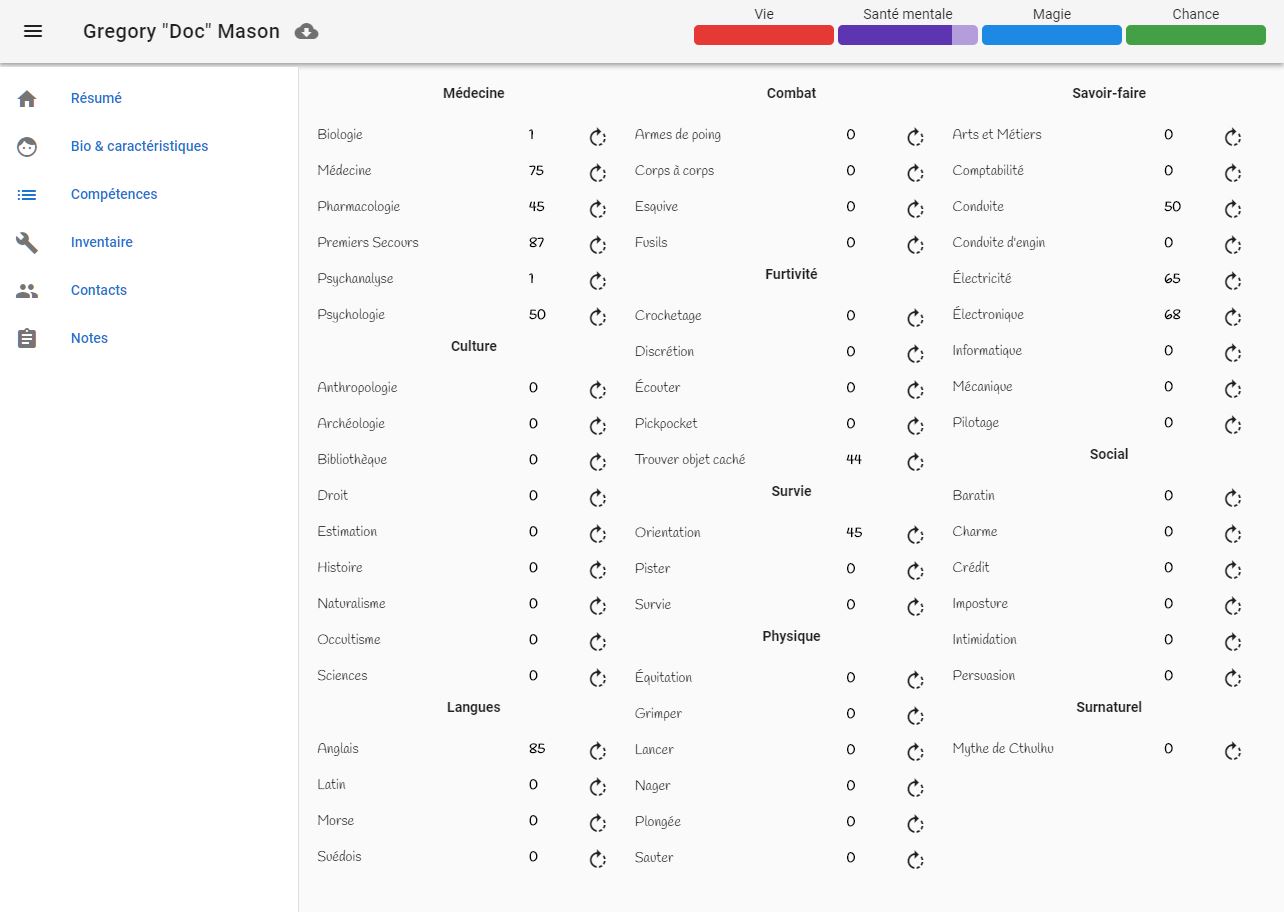 Gregory "Doc" Mason
Vie
Santé mentale
Magie
Chance
Résumé
Bio & caractéristiques
Compétences
Inventaire
Contacts
Notes
Médecine
Biologie 1
Médecine 75
Pharmacologie 45
Premiers Secours 87
Psychanalyse 1
Psychologie 50
Culture
Anthropologie 0
Archéologie 0
Bibliothèque 0
Droit 0
Estimation 0
Histoire 0
Naturalisme 0
Occultisme 0
Sciences 0
Langues
Anglais 85
Latin 0
Morse 0
Suédois 0
Combat
Armes de poing 0
Corps à corps 0
Esquive 0
Fusils 0
Furtivité
Crochetage 0
Discrétion 0
Écouter 0
Pickpocket 0
Trouver objet caché 44
Survie
Orientation 45
Pister 0
Survie 0
Physique
Équitation 0
Grimper 0
Lancer 0
Nager 0
Plongée 0
Sauter 0
Savoir-faire
Arts et Métiers 0
Comptabilité 0
Conduite 50
Conduite d'engin 0
Électricité 65
Électronique 68
Informatique 0
Mécanique 0
Pilotage 0
Social
Baratin 0
Charme 0
Crédit 0
Imposture 0
Intimidation 0
Persuasion 0
Surnaturel
Mythe de Cthulhu 0